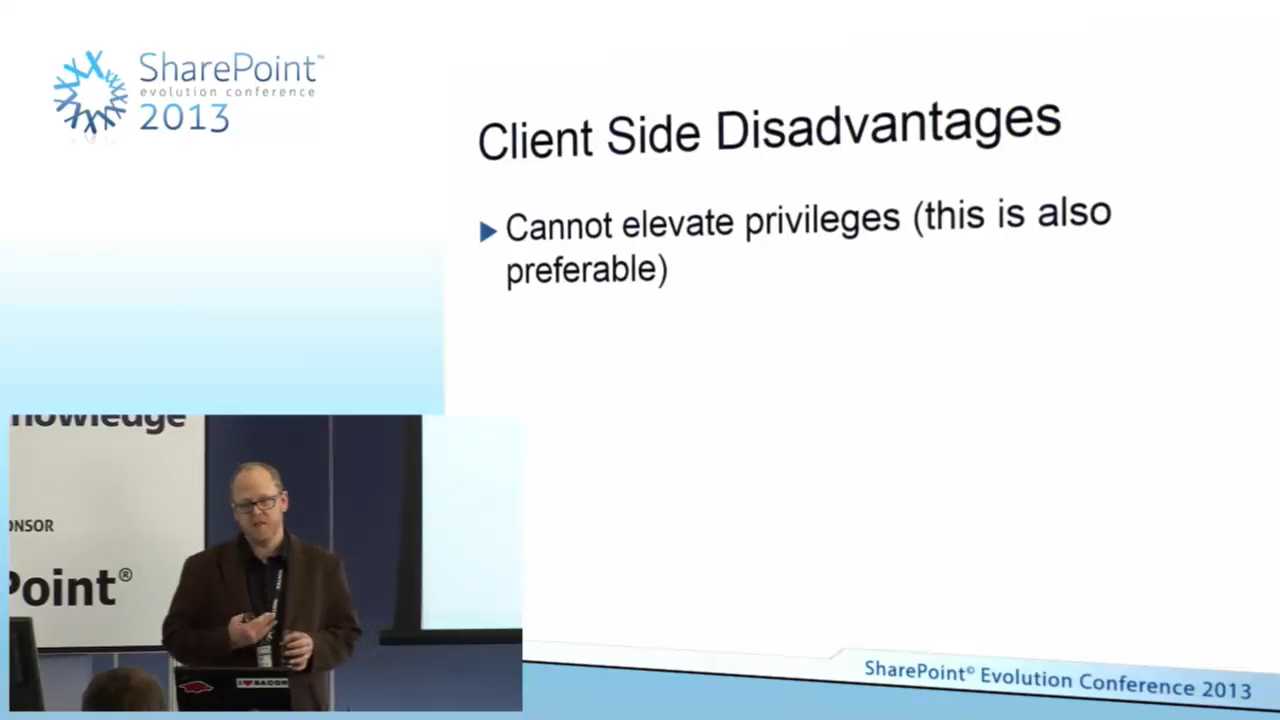 SharePoint™
evolution conference
2013
Client Side Disadvantages
Cannot elevate privileges (this is also
preferable)
nowledge
ONSOR
Point®
I ♥ BACON
SharePoint© Evolution Conference 2013